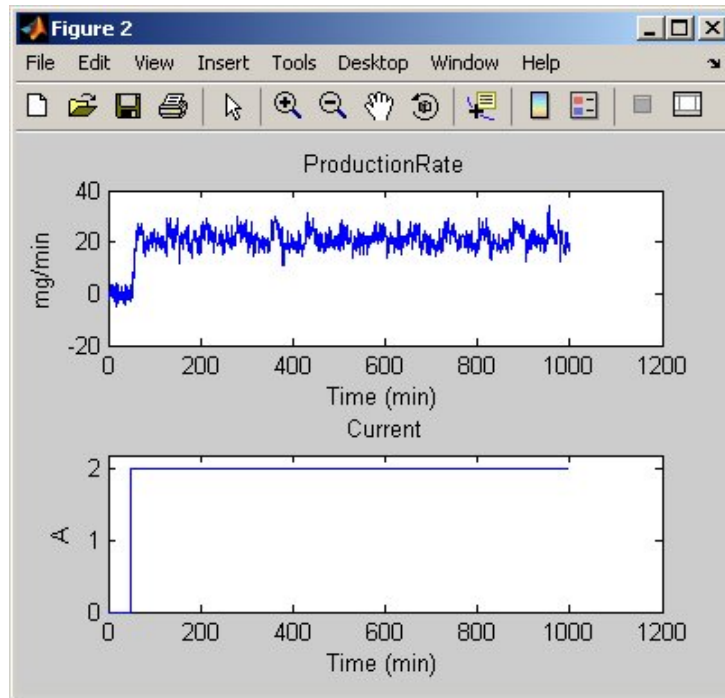 Figure 2
File Edit View Insert Tools Desktop Window Help
ProductionRate
40
20
0
-20
mg/min
0 200 400 600 800 1000 1200
Time (min)
Current
2
1
0
A
0 200 400 600 800 1000 1200
Time (min)